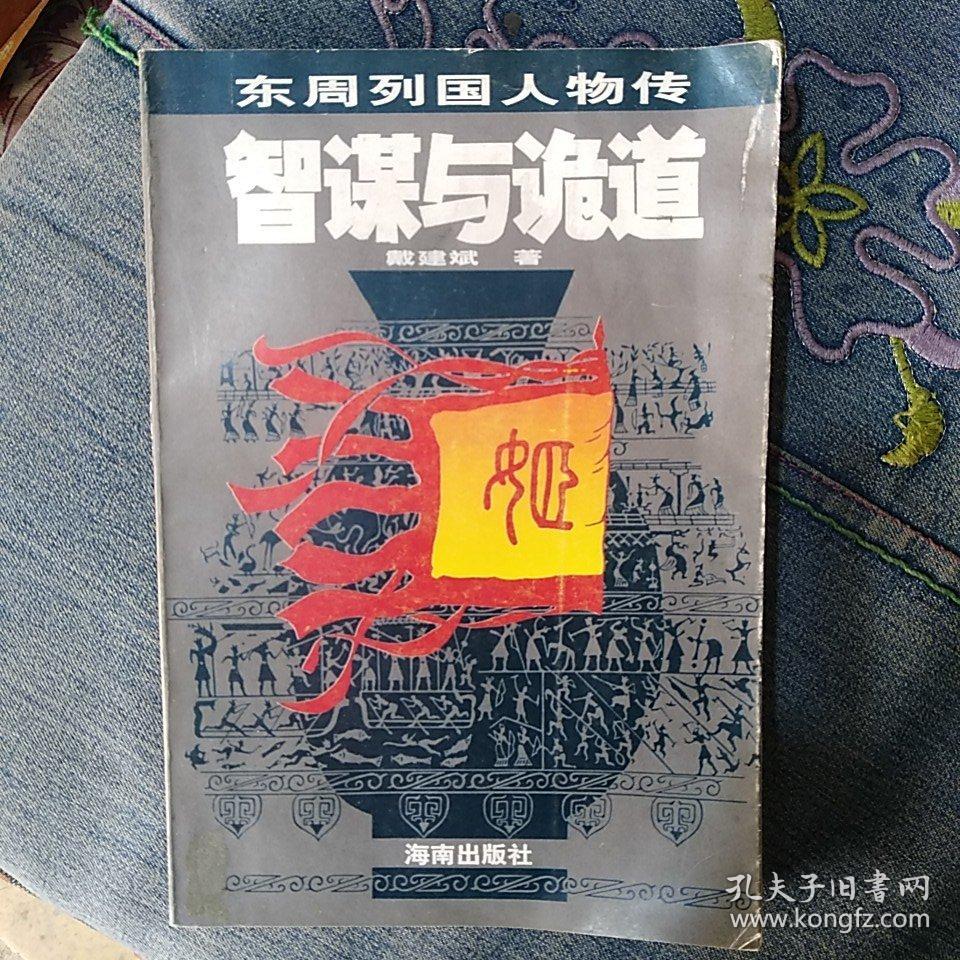 东周列国人物传
智谋与诡道
戴建斌 著
姬
海南出版社
孔夫子旧书网
www.kongfz.com